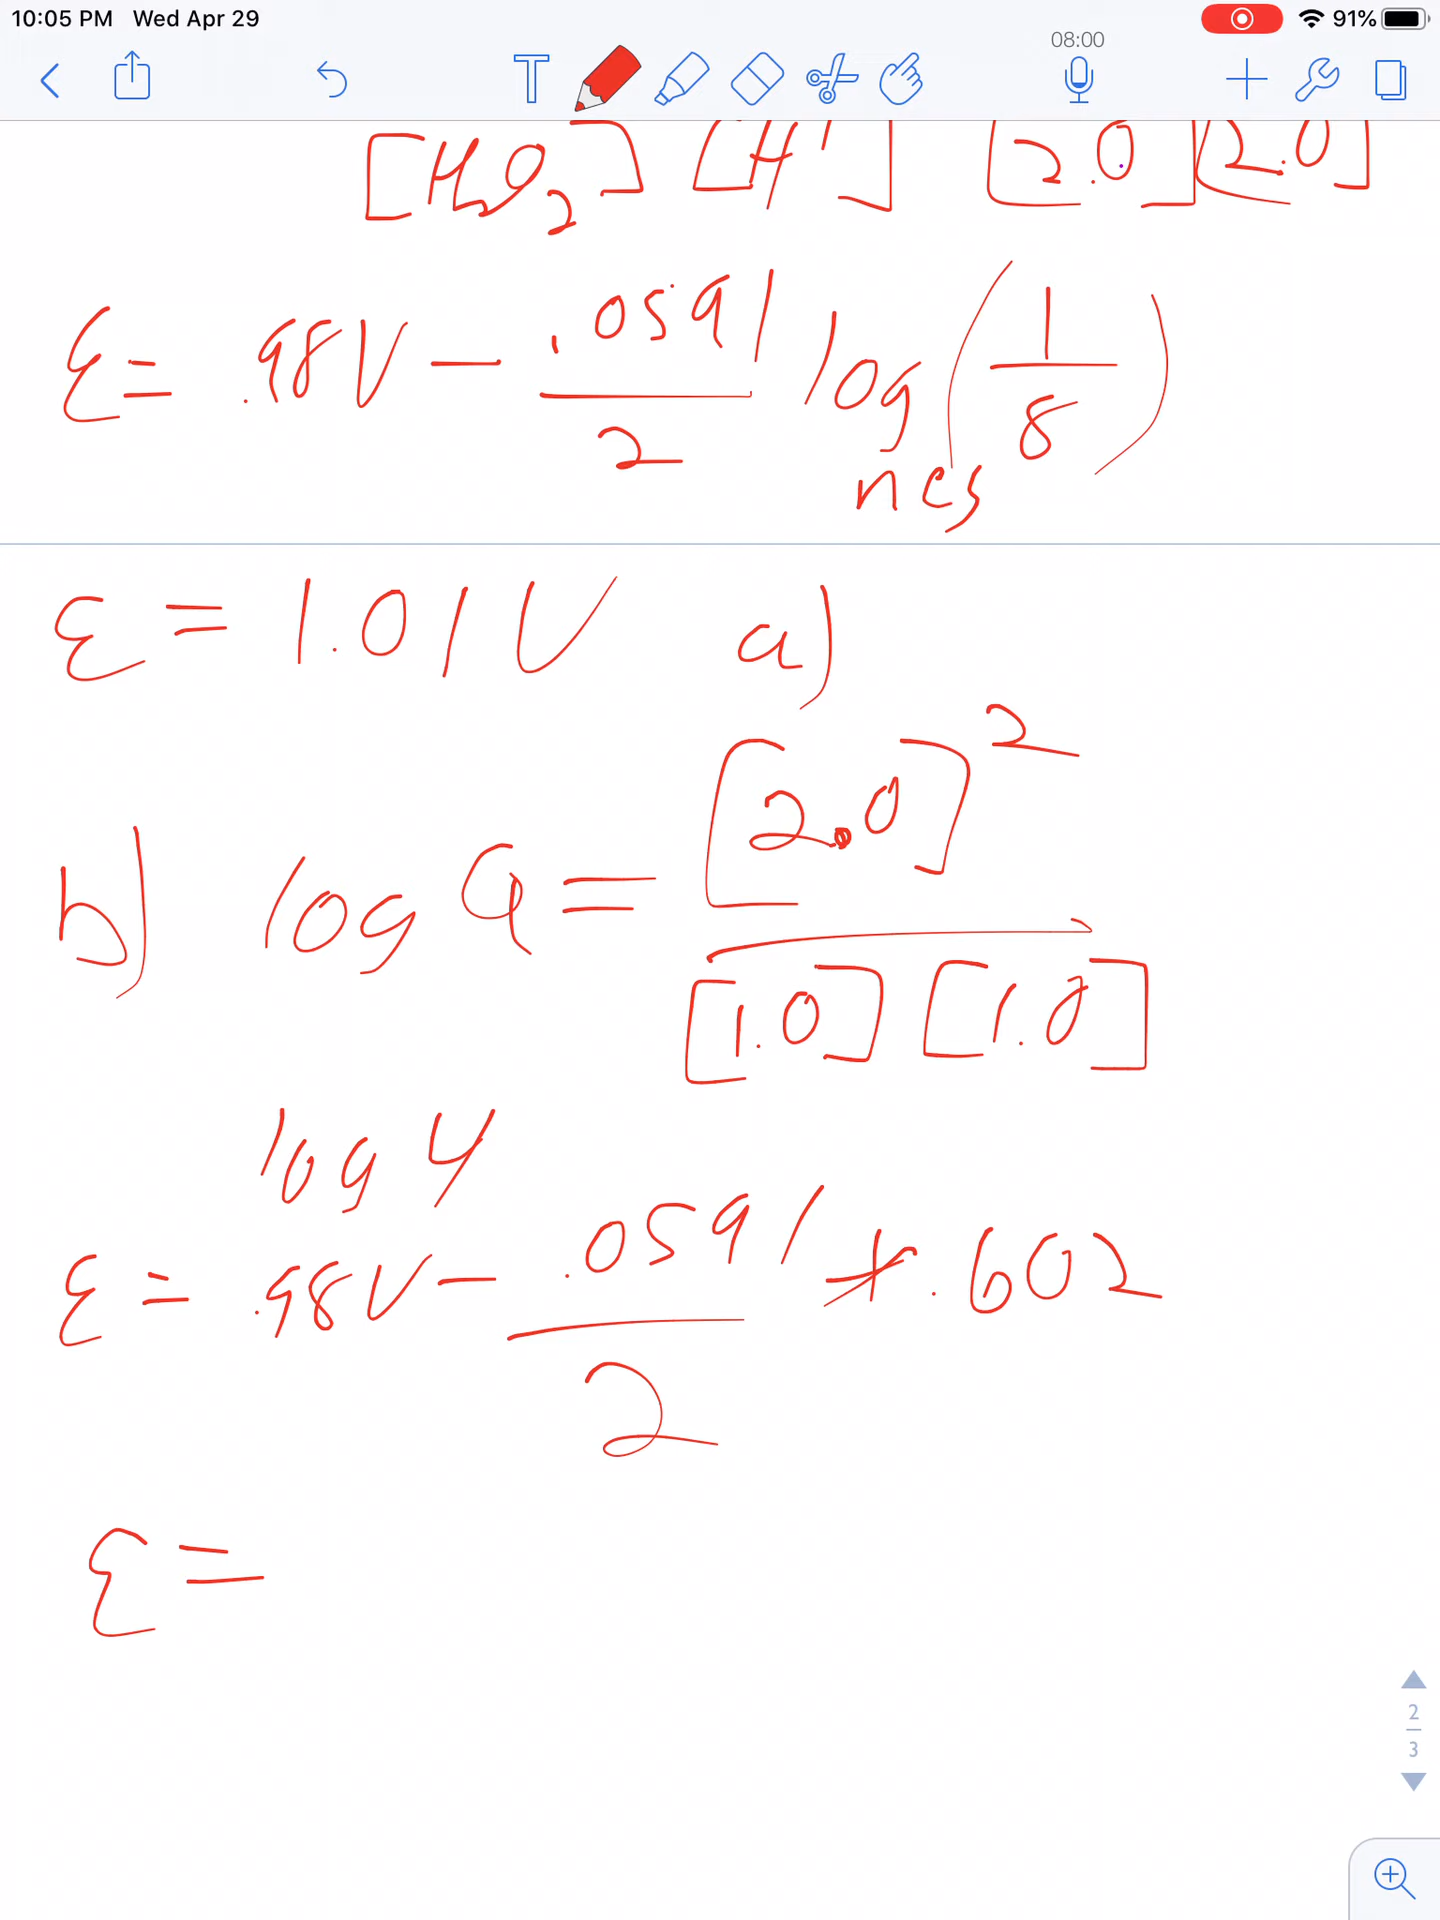 10:05 PM Wed Apr 29 91%
08:00
T
[H₂O₂] [H⁺] [2.0] [2.0]
ε = .98V - .0591/2 log (1/8)
nes
ε = 1.01V a)
b) log Q = [2.0]² / [1.0] [1.0]
log 4
ε = .98V - .0591/2 * .602
ε =
2
3